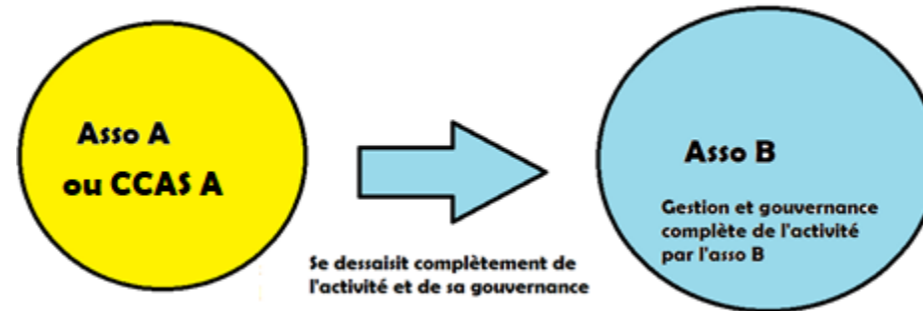 Asso A
ou CCAS A
Se dessaisit complètement de
l'activité et de sa gouvernance
Asso B
Gestion et gouvernance
complète de l'activité
par l'asso B